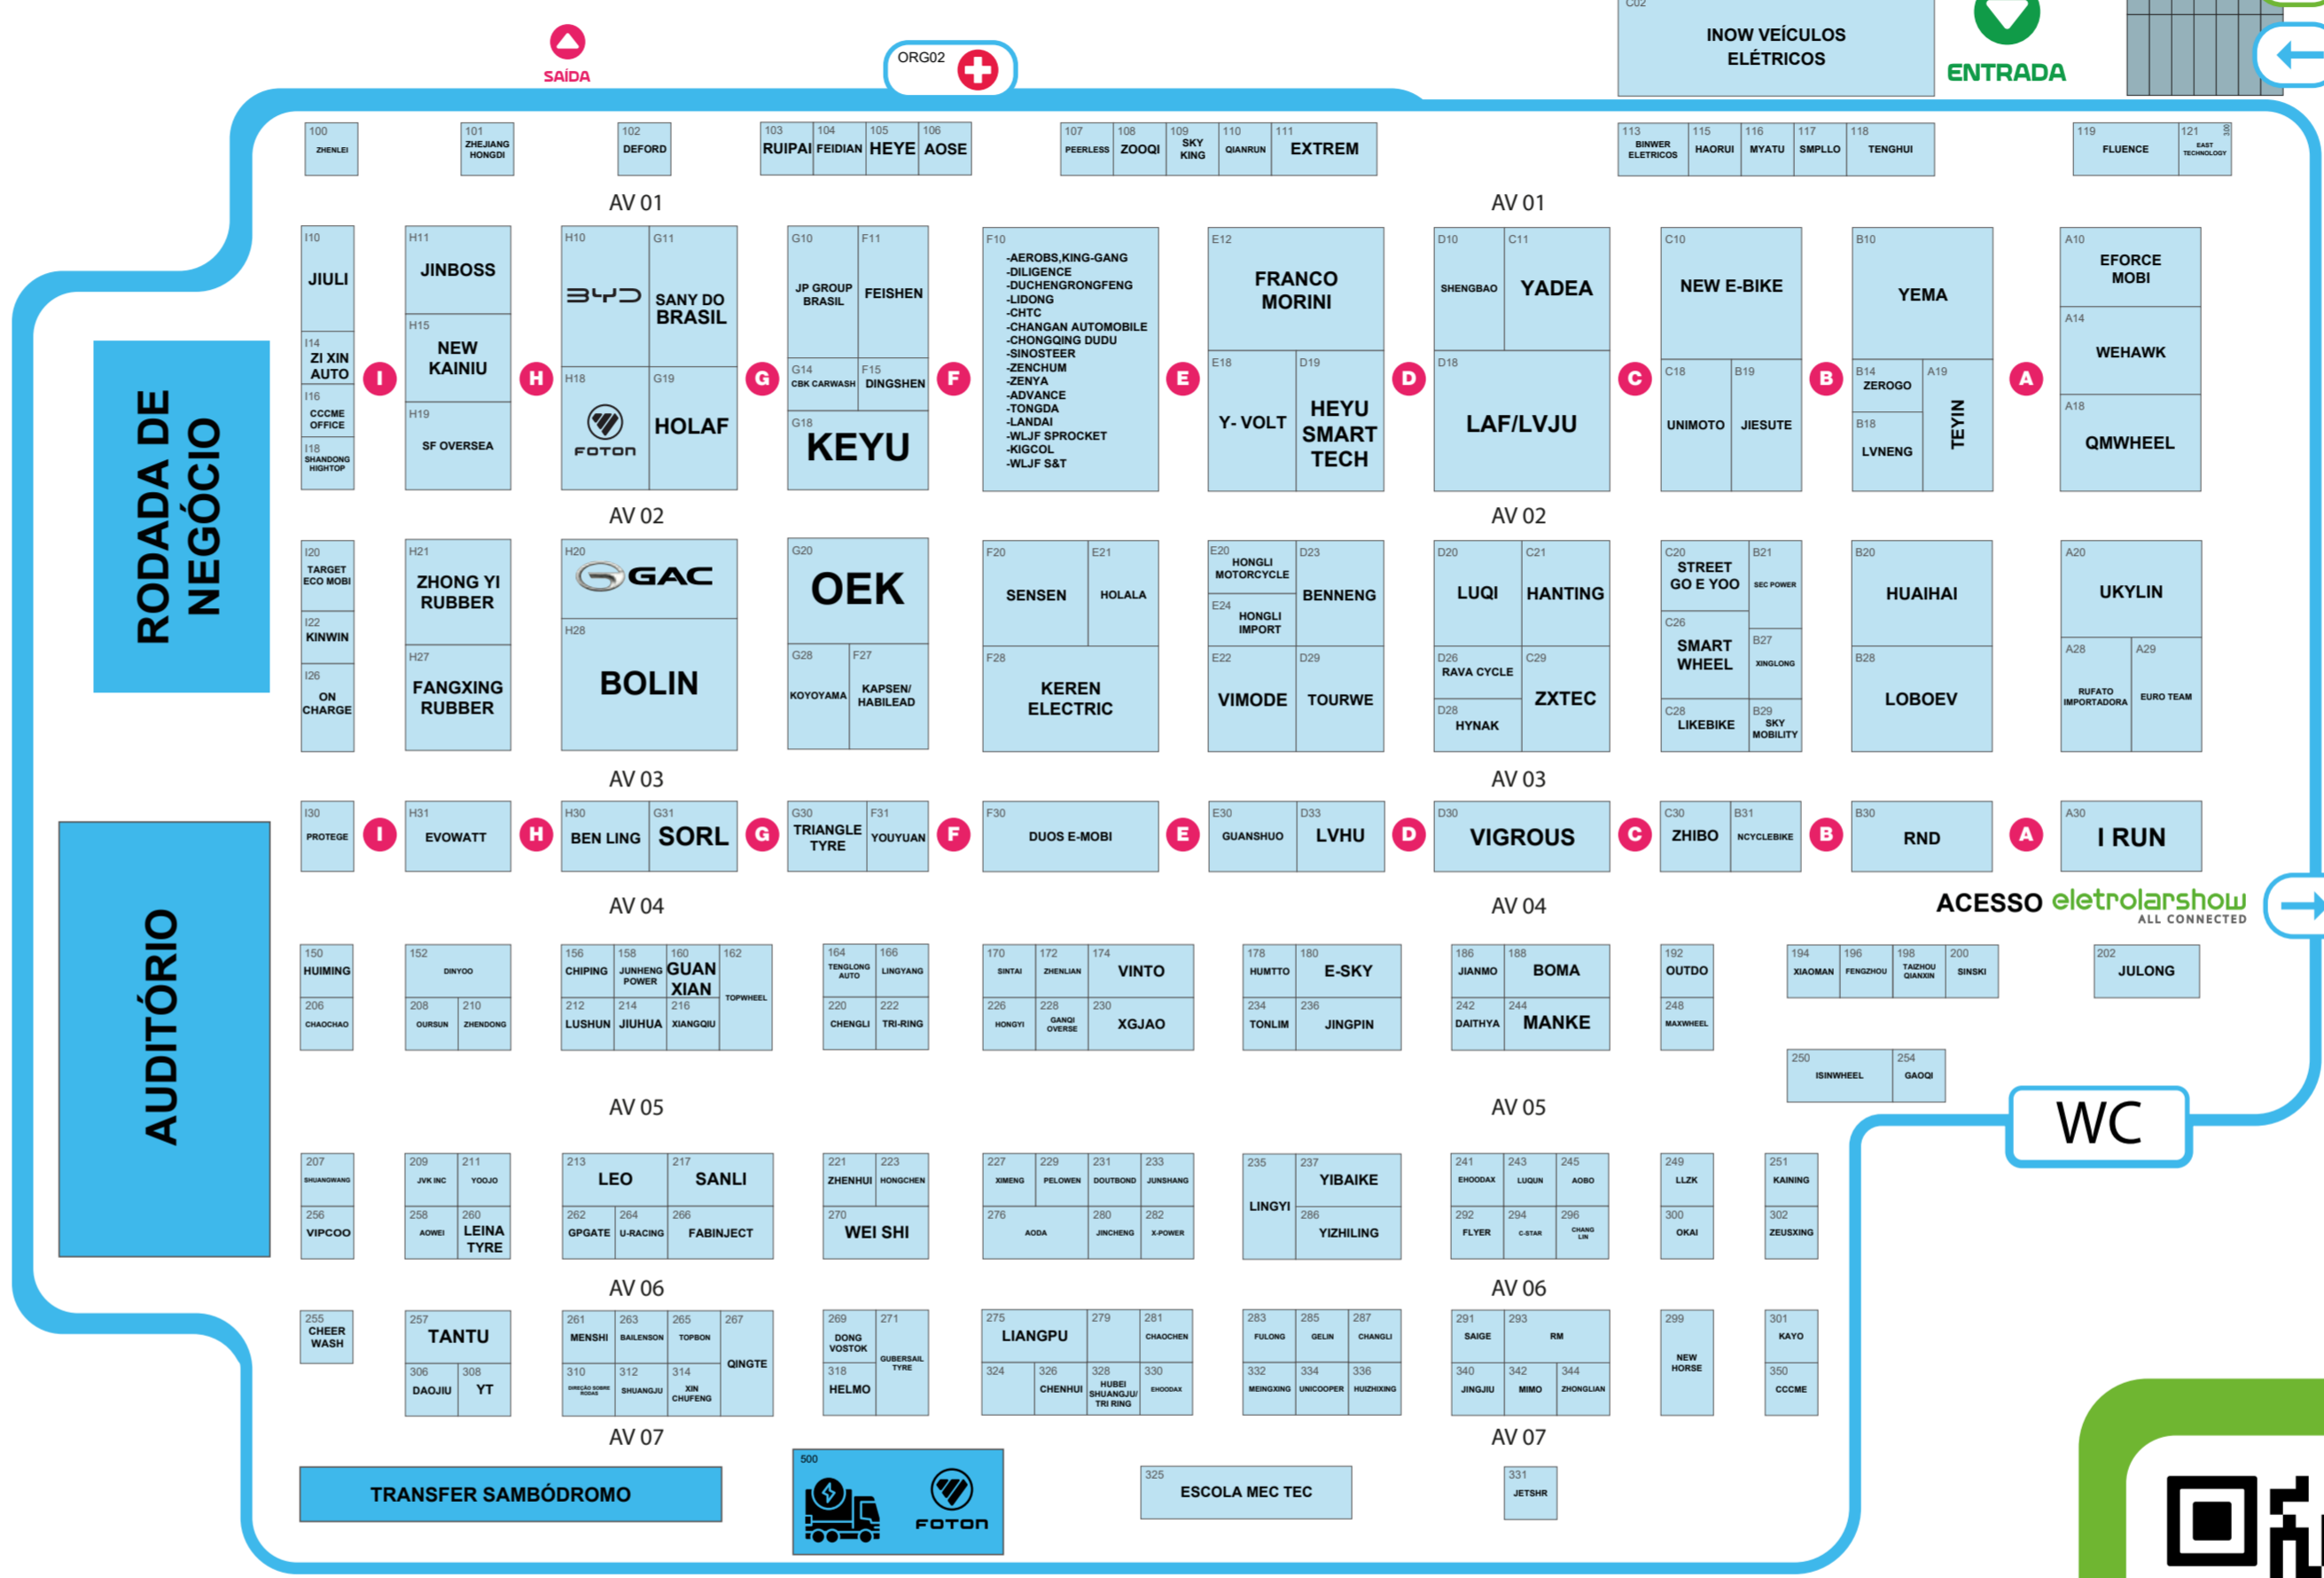 C02
INOW VEÍCULOS
ELÉTRICOS
ENTRADA
SAÍDA
ORG02
100
ZHENLEI
101
ZHEJIANG
HONGDI
102
DEFORD
103
RUIPAI
104
FEIDIAN
105
HEYE
106
AOSE
107
PEERLESS
108
ZOOQI
109
SKY
KING
110
QIANRUN
111
EXTREM
113
BINWER
ELETRICOS
115
HAORUI
116
MYATU
117
SMPLLO
118
TENGHUI
119
FLUENCE
121
3,00
EAST
TECHNOLOGY
AV 01
AV 01
I10
JIULI
I14
ZI XIN
AUTO
I16
CCCME
OFFICE
I18
SHANDONG
HIGHTOP
I
H11
JINBOSS
H15
NEW
KAINIU
H19
SF OVERSEA
H
H10
BYD
G11
SANY DO
BRASIL
H18
FOTON
G19
HOLAF
G
G10
JP GROUP
BRASIL
F11
FEISHEN
G14
CBK CARWASH
F15
DINGSHEN
G18
KEYU
F
F10
-AEROBS,KING-GANG
-DILIGENCE
-DUCHENGRONGFENG
-LIDONG
-CHTC
-CHANGAN AUTOMOBILE
-CHONGQING DUDU
-SINOSTEER
-ZENCHUM
-ZENYA
-ADVANCE
-TONGDA
-LANDAI
-WLJF SPROCKET
-KIGCOL
-WLJF S&T
E
E12
FRANCO
MORINI
E18
Y- VOLT
D19
HEYU
SMART
TECH
D
D10
SHENGBAO
C11
YADEA
D18
LAF/LVJU
C
C10
NEW E-BIKE
C18
UNIMOTO
B19
JIESUTE
B
B10
YEMA
B14
ZEROGO
B18
LVNENG
A19
TEYIN
A
A10
EFORCE
MOBI
A14
WEHAWK
A18
QMWHEEL
RODADA DE
NEGÓCIO
AV 02
AV 02
I20
TARGET
ECO MOBI
I22
KINWIN
I26
ON
CHARGE
H21
ZHONG YI
RUBBER
H27
FANGXING
RUBBER
H20
GAC
H28
BOLIN
G20
OEK
G28
KOYOYAMA
F27
KAPSEN/
HABILEAD
F20
SENSEN
E21
HOLALA
F28
KEREN
ELECTRIC
E20
HONGLI
MOTORCYCLE
E24
HONGLI
IMPORT
D23
BENNENG
E22
VIMODE
D29
TOURWE
D20
LUQI
C21
HANTING
D26
RAVA CYCLE
D28
HYNAK
C29
ZXTEC
C20
STREET
GO E YOO
B21
SEC POWER
C26
SMART
WHEEL
B27
XINGLONG
C28
LIKEBIKE
B29
SKY
MOBILITY
B20
HUAIHAI
B28
LOBOEV
A20
UKYLIN
A28
RUFATO
IMPORTADORA
A29
EURO TEAM
AV 03
AV 03
I30
PROTEGE
I
H31
EVOWATT
H
H30
BEN LING
G31
SORL
G
G30
TRIANGLE
TYRE
F31
YOUYUAN
F
F30
DUOS E-MOBI
E
E30
GUANSHUO
D33
LVHU
D
D30
VIGROUS
C
C30
ZHIBO
B31
NCYCLEBIKE
B
B30
RND
A
A30
I RUN
AUDITÓRIO
AV 04
AV 04
ACESSO eletrolarshow
ALL CONNECTED
150
HUIMING
206
CHAOCHAO
152
DINYOO
208
OURSUN
210
ZHENDONG
156
CHIPING
158
JUNHENG
POWER
160
GUAN
XIAN
162
TOPWHEEL
212
LUSHUN
214
JIUHUA
216
XIANGQIU
164
TENGLONG
AUTO
166
LINGYANG
220
CHENGLI
222
TRI-RING
170
SINTAI
172
ZHENLIAN
174
VINTO
226
HONGYI
228
GANQI
OVERSE
230
XGJAO
178
HUMTTO
180
E-SKY
234
TONLIM
236
JINGPIN
186
JIANMO
188
BOMA
242
DAITHYA
244
MANKE
192
OUTDO
248
MAXWHEEL
194
XIAOMAN
196
FENGZHOU
198
TAIZHOU
QIANXIN
200
SINSKI
202
JULONG
250
ISINWHEEL
254
GAOQI
AV 05
AV 05
WC
207
SHUANGWANG
256
VIPCOO
209
JVK INC
211
YOOJO
258
AOWEI
260
LEINA
TYRE
213
LEO
217
SANLI
262
GPGATE
264
U-RACING
266
FABINJECT
221
ZHENHUI
223
HONGCHEN
270
WEI SHI
227
XIMENG
229
PELOWEN
231
DOUTBOND
233
JUNSHANG
276
AODA
280
JINCHENG
282
X-POWER
235
LINGYI
237
YIBAIKE
286
YIZHILING
241
EHOODAX
243
LUQUN
245
AOBO
292
FLYER
294
C-STAR
296
CHANG
LIN
249
LLZK
300
OKAI
251
KAINING
302
ZEUSXING
AV 06
AV 06
255
CHEER
WASH
257
TANTU
306
DAOJIU
308
YT
261
MENSHI
263
BAILENSON
265
TOPBON
267
QINGTE
310
DIREÇÃO SOBRE
RODAS
312
SHUANGJU
314
XIN
CHUFENG
269
DONG
VOSTOK
271
GUBERSAIL
TYRE
318
HELMO
275
LIANGPU
279
281
CHAOCHEN
324
326
CHENHUI
328
HUBEI
SHUANGJU/
TRI RING
330
EHOODAX
283
FULONG
285
GELIN
287
CHANGLI
332
MEINGXING
334
UNICOOPER
336
HUIZHIXING
291
SAIGE
293
RM
340
JINGJIU
342
MIMO
344
ZHONGLIAN
299
NEW
HORSE
301
KAYO
350
CCCME
AV 07
AV 07
TRANSFER SAMBÓDROMO
500
FOTON
325
ESCOLA MEC TEC
331
JETSHR